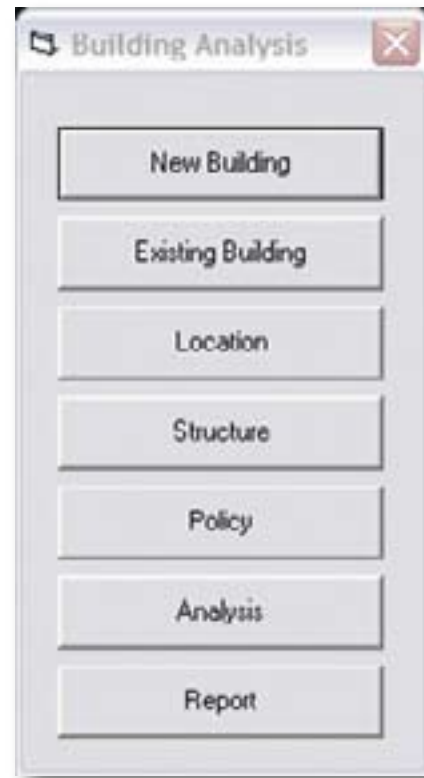 Building Analysis
New Building
Existing Building
Location
Structure
Policy
Analysis
Report